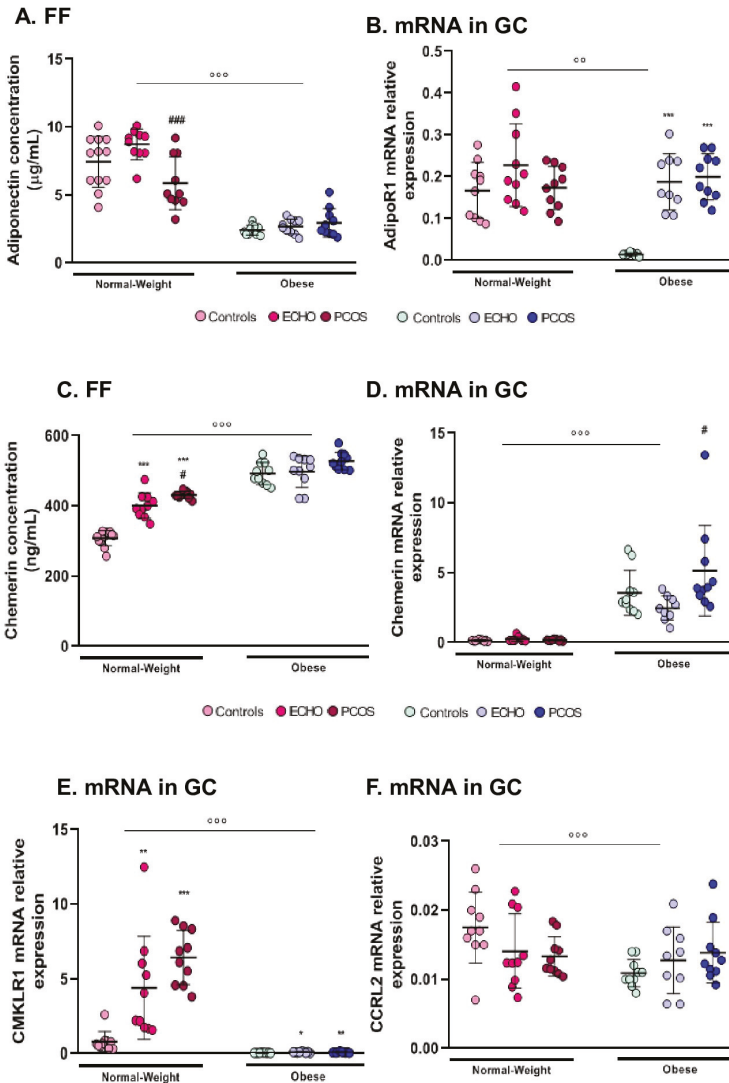 A. FF
Adiponectin concentration
(µg/mL)
15
10
5
0
°°°
###
Normal-Weight
Obese
B. mRNA in GC
AdipoR1 mRNA relative
expression
0.5
0.4
0.3
0.2
0.1
0.0
°°
***
***
Normal-Weight
Obese
Controls ECHO PCOS Controls ECHO PCOS
C. FF
Chemerin concentration
(ng/mL)
600
400
200
0
°°°
***
***
#
Normal-Weight
Obese
D. mRNA in GC
Chemerin mRNA relative
expression
15
10
5
0
°°°
#
Normal-Weight
Obese
Controls ECHO PCOS Controls ECHO PCOS
E. mRNA in GC
CMKLR1 mRNA relative
expression
15
10
5
0
°°°
**
***
*
**
Normal-Weight
Obese
F. mRNA in GC
CCRL2 mRNA relative
expression
0.03
0.02
0.01
0.00
°°°
Normal-Weight
Obese